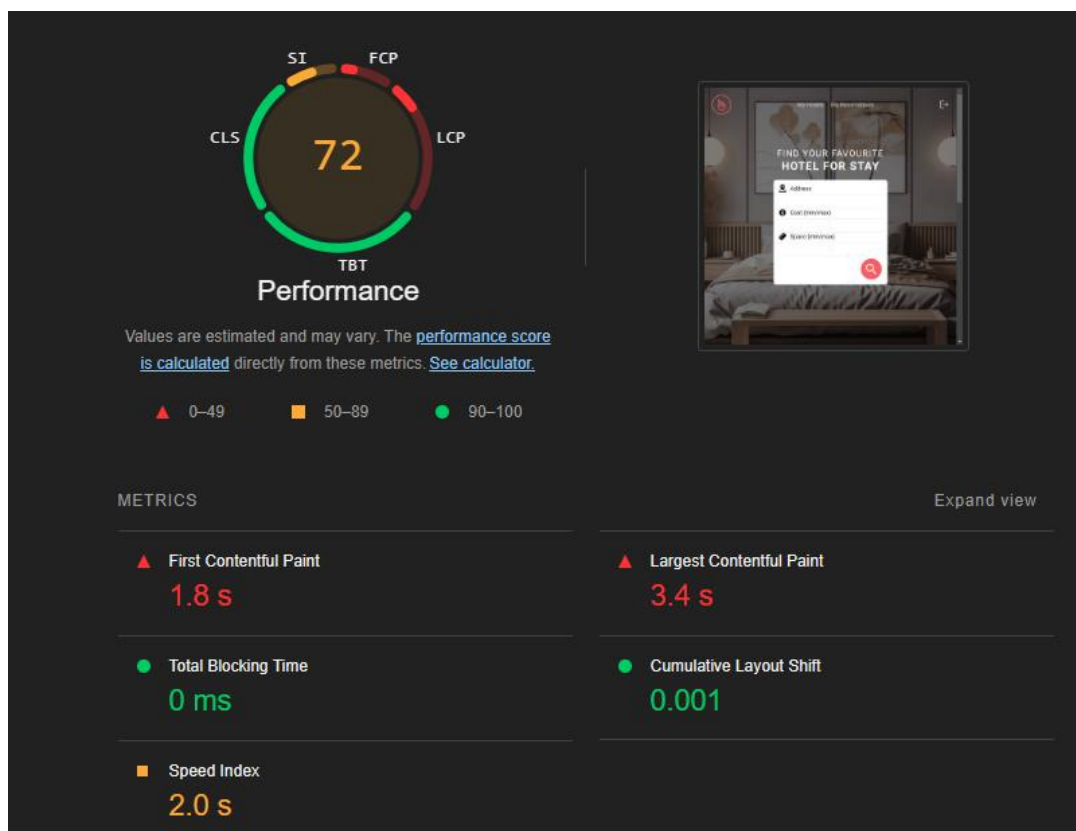 SI FCP
CLS LCP
72
TBT
Performance
Values are estimated and may vary. The performance score
is calculated directly from these metrics. See calculator.
0–49 50–89 90–100
FIND YOUR FAVOURITE
HOTEL FOR STAY
Address
METRICS Expand view
First Contentful Paint
1.8 s
Largest Contentful Paint
3.4 s
Total Blocking Time
0 ms
Cumulative Layout Shift
0.001
Speed Index
2.0 s